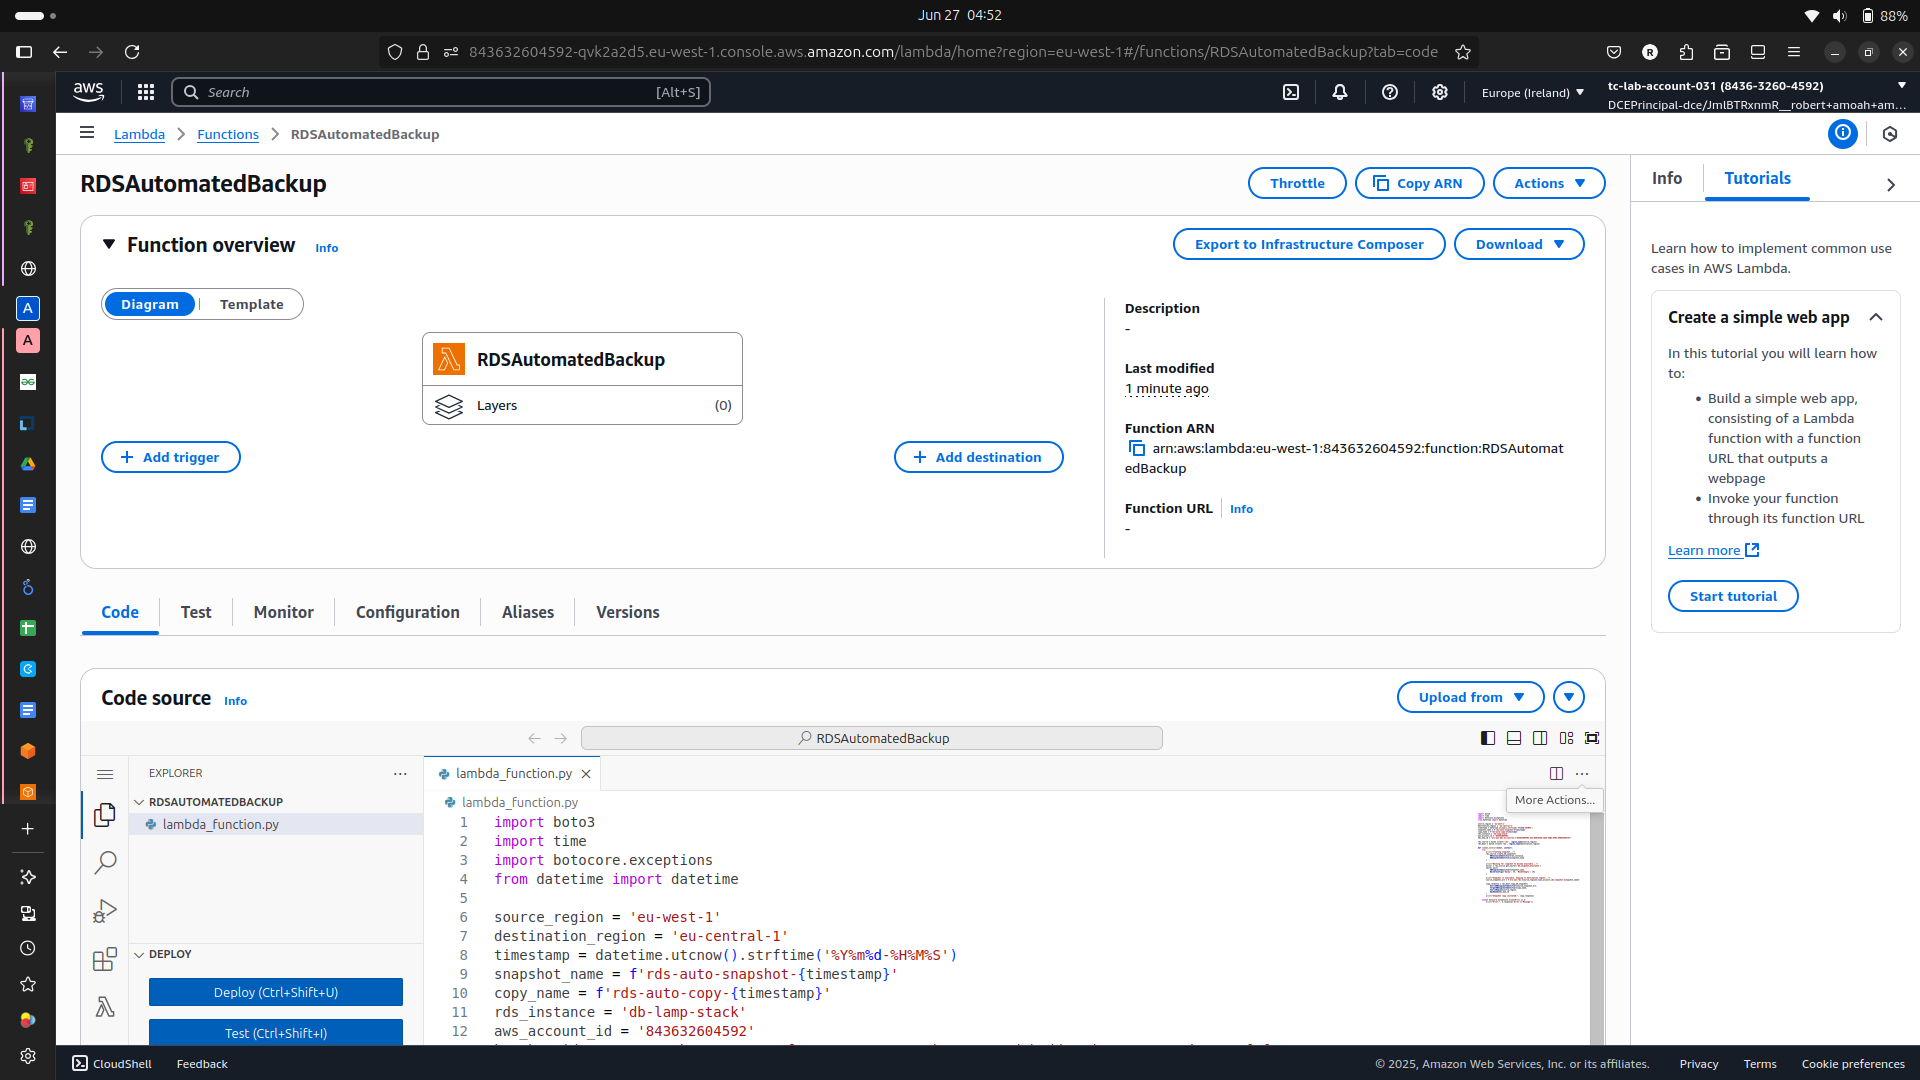 Jun 27 04:52
88%
843632604592-qvk2a2d5.eu-west-1.console.aws.amazon.com/lambda/home?region=eu-west-1#/functions/RDSAutomatedBackup?tab=code
aws
Search
[Alt+S]
Europe (Ireland)
tc-lab-account-031 (8436-3260-4592)
DCEPrincipal-dce/JmlBTRxnmR__robert+amoah+am...
Lambda
Functions
RDSAutomatedBackup
RDSAutomatedBackup
Throttle
Copy ARN
Actions
Function overview
Info
Export to Infrastructure Composer
Download
Diagram
Template
RDSAutomatedBackup
Layers
(0)
Add trigger
Add destination
Description
-
Last modified
1 minute ago
Function ARN
arn:aws:lambda:eu-west-1:843632604592:function:RDSAutomat
edBackup
Function URL
Info
-
Code
Test
Monitor
Configuration
Aliases
Versions
Code source
Info
Upload from
RDSAutomatedBackup
EXPLORER
RDSAUTOMATEDBACKUP
lambda_function.py
DEPLOY
Deploy (Ctrl+Shift+U)
Test (Ctrl+Shift+I)
lambda_function.py
More Actions...
lambda_function.py
1 import boto3
2 import time
3 import botocore.exceptions
4 from datetime import datetime
5
6 source_region = 'eu-west-1'
7 destination_region = 'eu-central-1'
8 timestamp = datetime.utcnow().strftime('%Y%m%d-%H%M%S')
9 snapshot_name = f'rds-auto-snapshot-{timestamp}'
10 copy_name = f'rds-auto-copy-{timestamp}'
11 rds_instance = 'db-lamp-stack'
12 aws_account_id = '843632604592'
Info
Tutorials
Learn how to implement common use
cases in AWS Lambda.
Create a simple web app
In this tutorial you will learn how
to:
Build a simple web app,
consisting of a Lambda
function with a function
URL that outputs a
webpage
Invoke your function
through its function URL
Learn more
Start tutorial
CloudShell
Feedback
© 2025, Amazon Web Services, Inc. or its affiliates.
Privacy
Terms
Cookie preferences